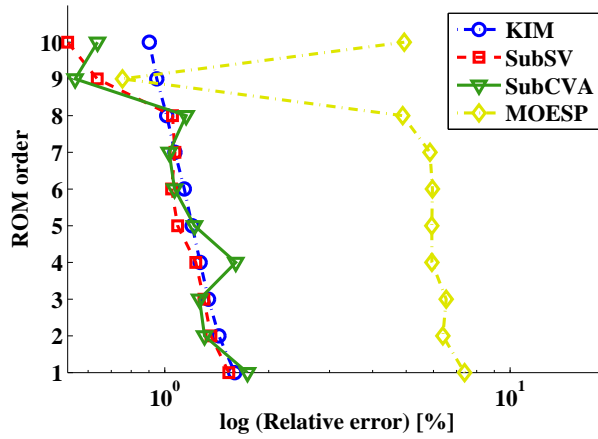 KIM
SubSV
SubCVA
MOESP
ROM order
10
9
8
7
6
5
4
3
2
1
10^0
10^1
log (Relative error) [%]